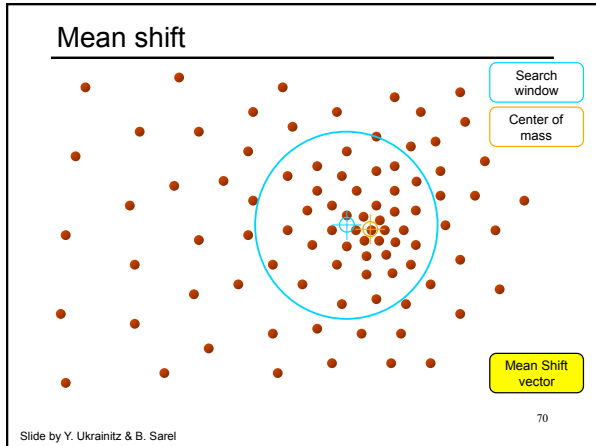 Mean shift
Search
window
Center of
mass
Mean Shift
vector
70
Slide by Y. Ukrainitz & B. Sarel